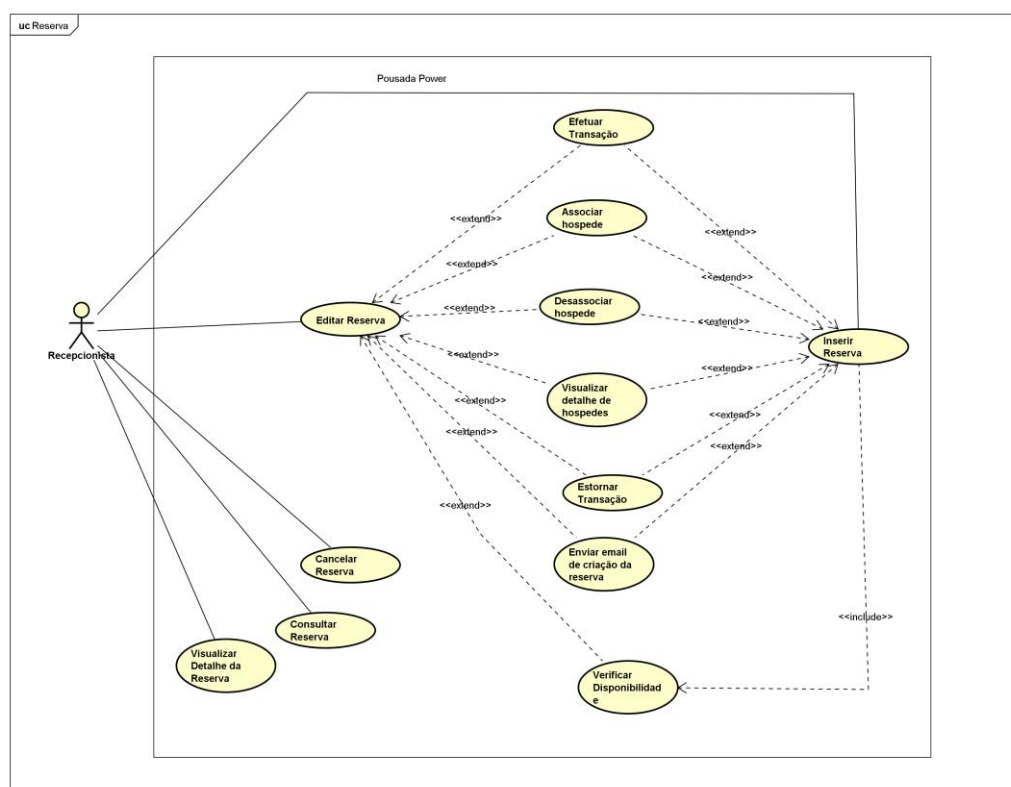 uc Reserva
Pousada Power
Efetuar
Transação
<<extend>>
<<extend>>
Associar
hospede
<<extend>>
<<extend>>
Desassociar
hospede
<<extend>>
<<extend>>
Editar Reserva
Inserir
Reserva
Recepcionista
Visualizar
detalhe de
hospedes
<<extend>>
<<extend>>
<<extend>>
<<extend>>
<<extend>>
<<extend>>
Estornar
Transação
<<extend>>
Enviar email
de criação da
reserva
Cancelar
Reserva
<<include>>
Consultar
Reserva
Visualizar
Detalhe da
Reserva
Verificar
Disponibilidad
e